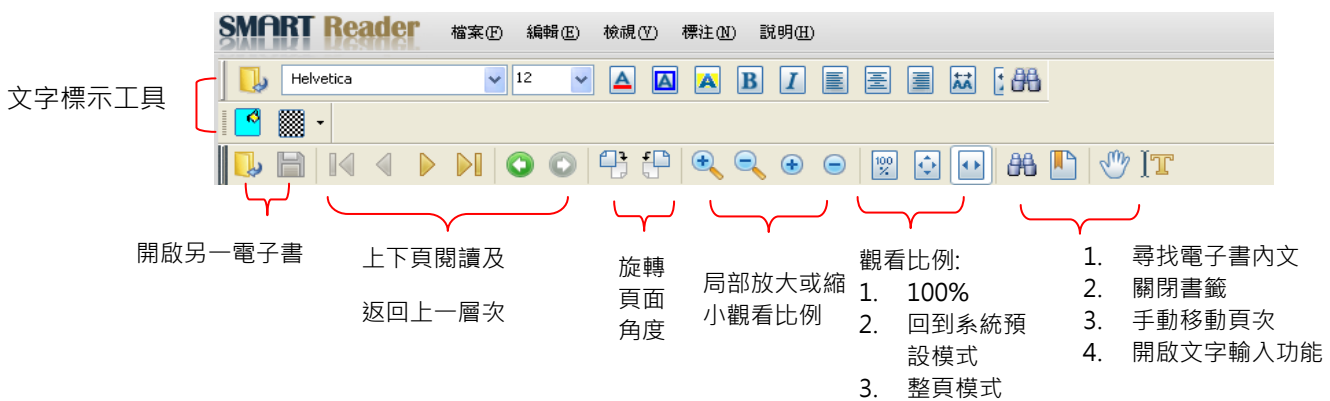 SMART Reader 檔案(F) 編輯(E) 檢視(V) 標注(N) 說明(H)
文字標示工具
Helvetica 12 A A A B I AA
100%
T
開啟另一電子書
上下頁閱讀及
返回上一層次
旋轉
頁面
角度
局部放大或縮
小觀看比例
觀看比例:
1. 100%
2. 回到系統預
設模式
3. 整頁模式
1. 尋找電子書內文
2. 關閉書籤
3. 手動移動頁次
4. 開啟文字輸入功能